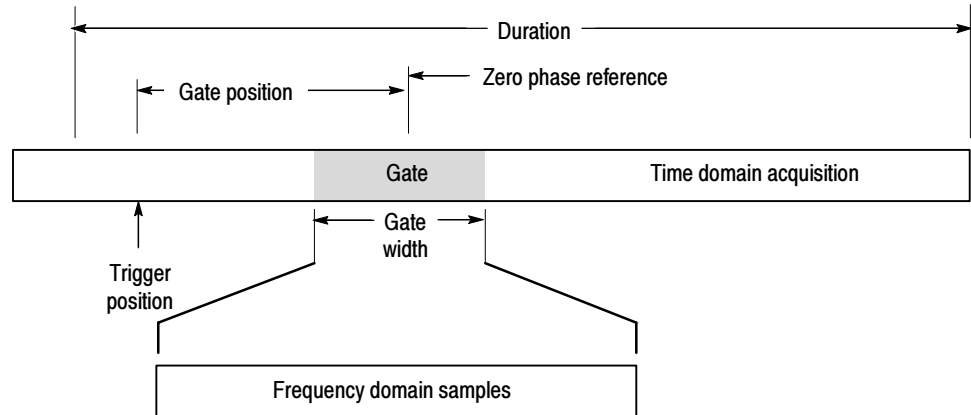 Duration
Zero phase reference
Gate position
Gate
Time domain acquisition
Gate
width
Trigger
position
Frequency domain samples